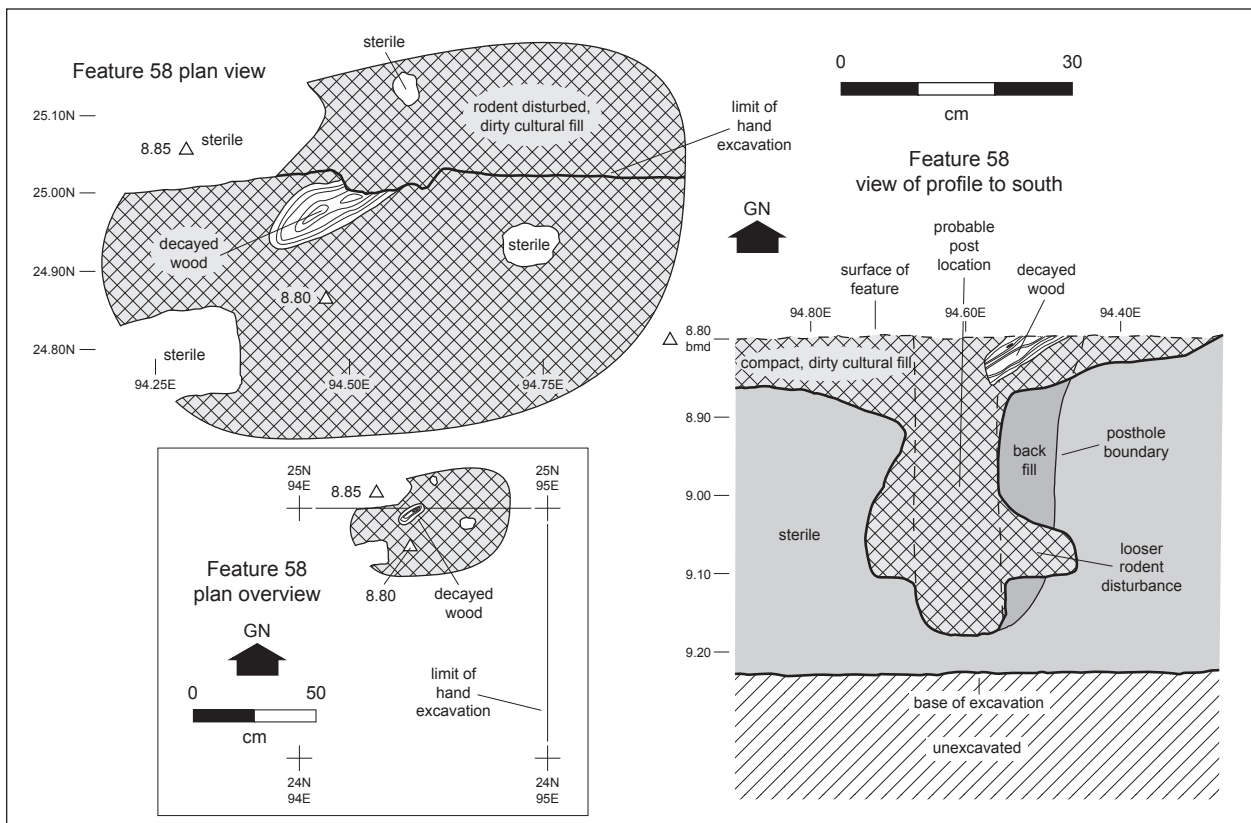 Feature 58 plan view
sterile
rodent disturbed,
dirty cultural fill
limit of
hand
excavation
25.10N
8.85
sterile
25.00N
decayed
wood
sterile
24.90N
8.80
24.80N
sterile
94.25E
94.50E
94.75E
0
30
cm
Feature 58
view of profile to south
GN
probable
post
location
surface of
feature
decayed
wood
94.80E
94.60E
94.40E
8.80
bmd
compact, dirty cultural fill
8.90
back
fill
posthole
boundary
9.00
sterile
looser
rodent
disturbance
9.10
9.20
base of excavation
unexcavated
25N
94E
8.85
25N
95E
Feature 58
plan overview
8.80
decayed
wood
GN
0
50
cm
limit of
hand
excavation
24N
94E
24N
95E